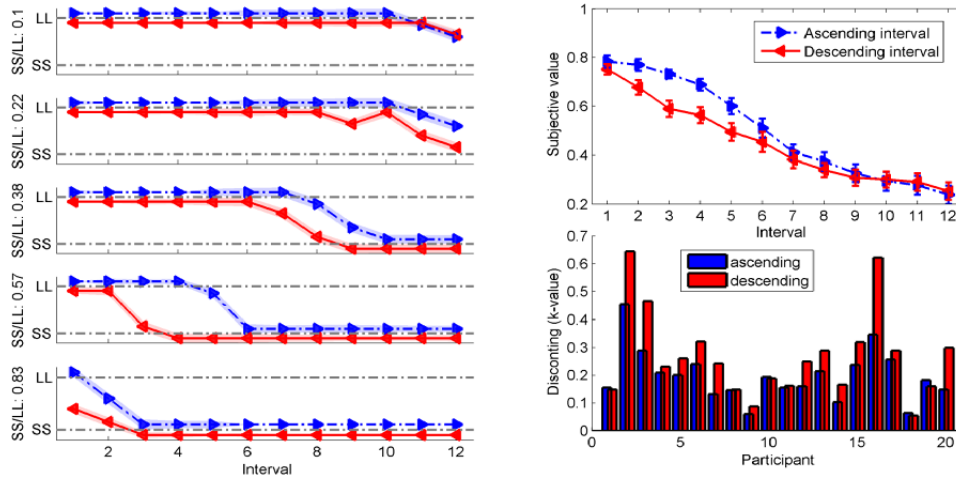 SS/LL: 0.1
LL
SS
SS/LL: 0.22
LL
SS
SS/LL: 0.38
LL
SS
SS/LL: 0.57
LL
SS
SS/LL: 0.83
LL
SS
2 4 6 8 10 12
Interval
Subjective value
1
0.8
0.6
0.4
0.2
Ascending interval
Descending interval
1 2 3 4 5 6 7 8 9 10 11 12
Interval
Disconting (k-value)
0.7
0.6
0.5
0.4
0.3
0.2
0.1
0
ascending
descending
0 5 10 15 20
Participant